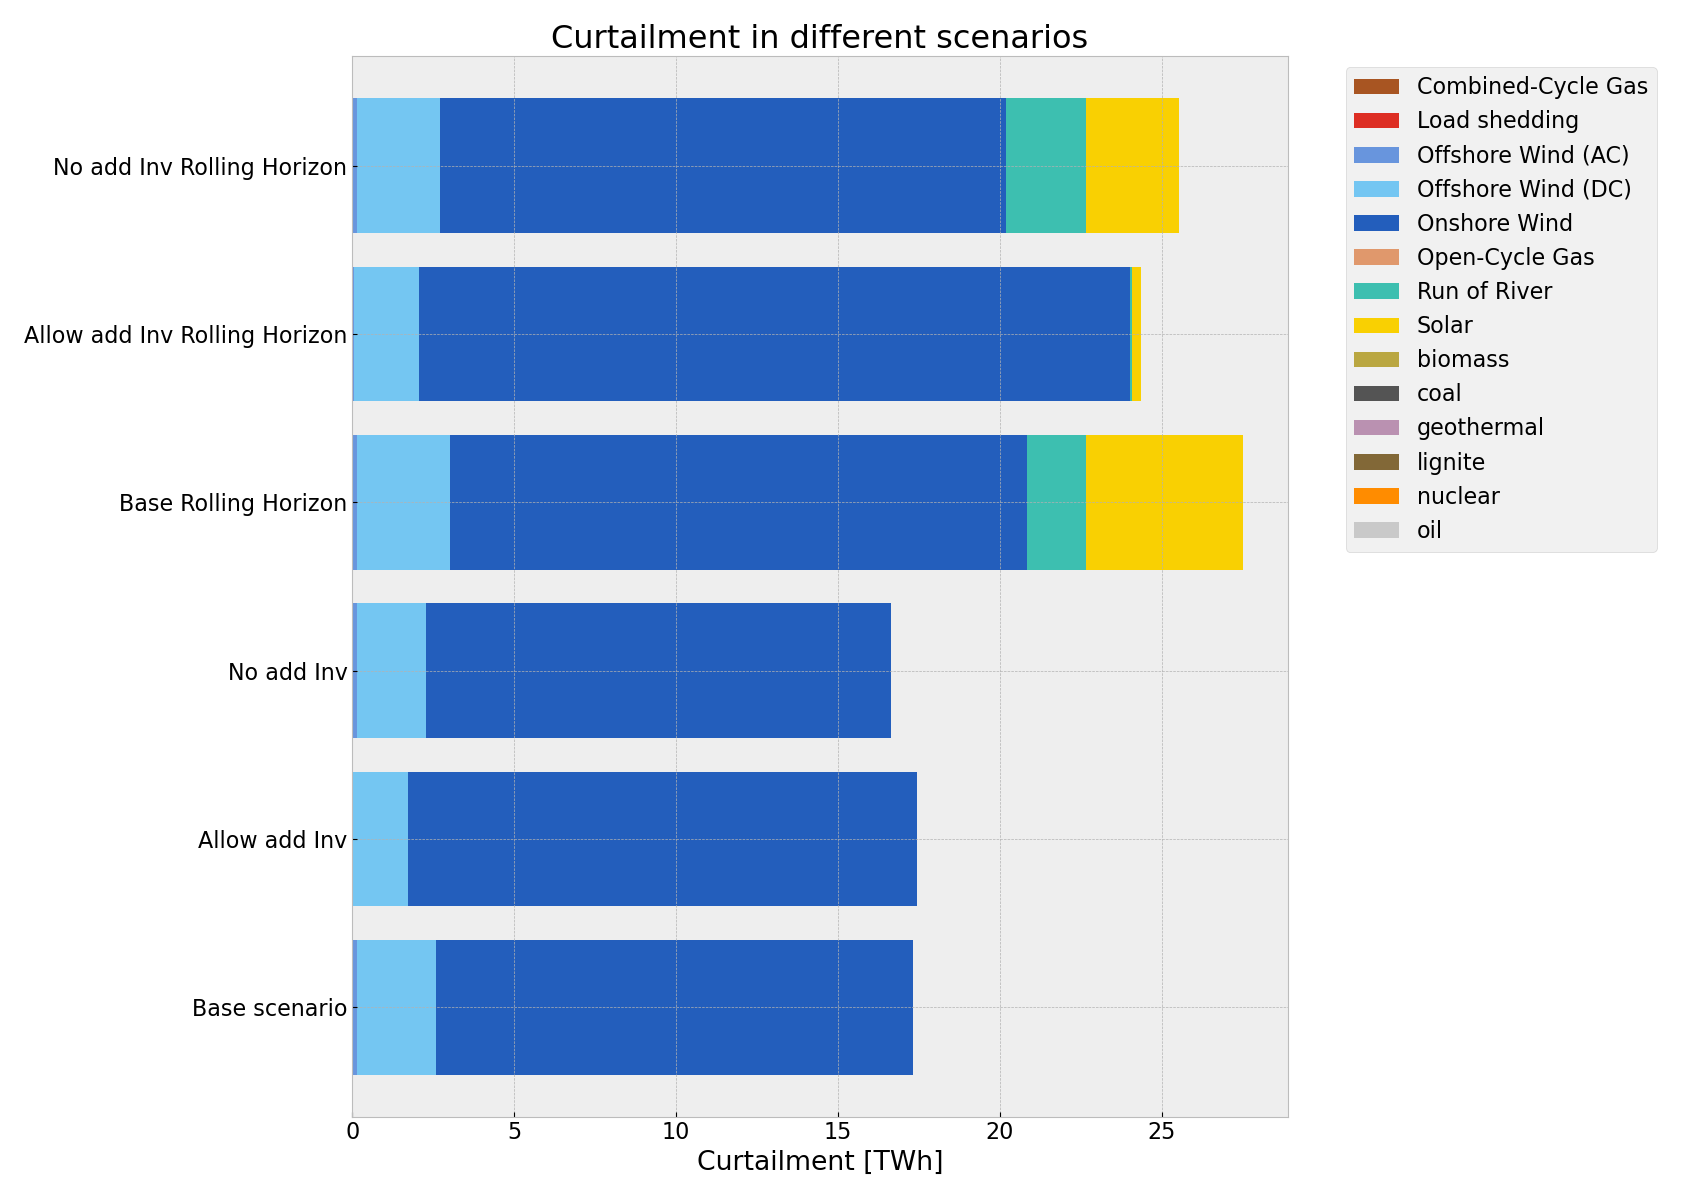 Curtailment in different scenarios
No add Inv Rolling Horizon
Allow add Inv Rolling Horizon
Base Rolling Horizon
No add Inv
Allow add Inv
Base scenario
0 5 10 15 20 25
Curtailment [TWh]
Combined-Cycle Gas
Load shedding
Offshore Wind (AC)
Offshore Wind (DC)
Onshore Wind
Open-Cycle Gas
Run of River
Solar
biomass
coal
geothermal
lignite
nuclear
oil